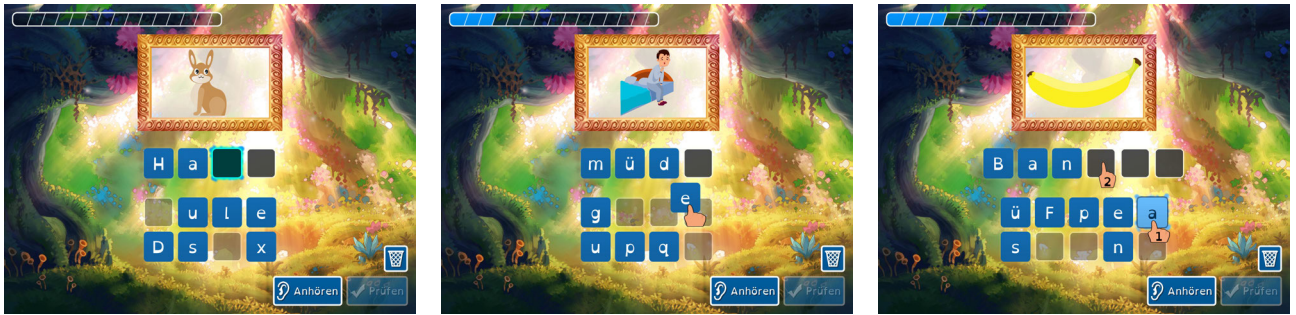 H a
u l e
D s x
Anhören Prüfen
m ü d
e
g
u p q
Anhören Prüfen
B a n
2
ü F p e a
1
s n
Anhören Prüfen